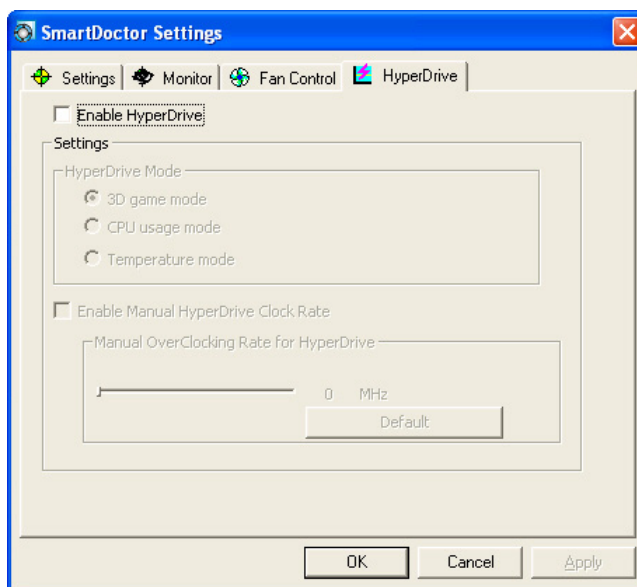 SmartDoctor Settings
Settings Monitor Fan Control HyperDrive
Enable HyperDrive
Settings
HyperDrive Mode
3D game mode
CPU usage mode
Temperature mode
Enable Manual HyperDrive Clock Rate
Manual OverClocking Rate for HyperDrive
0 MHz
Default
OK Cancel Apply